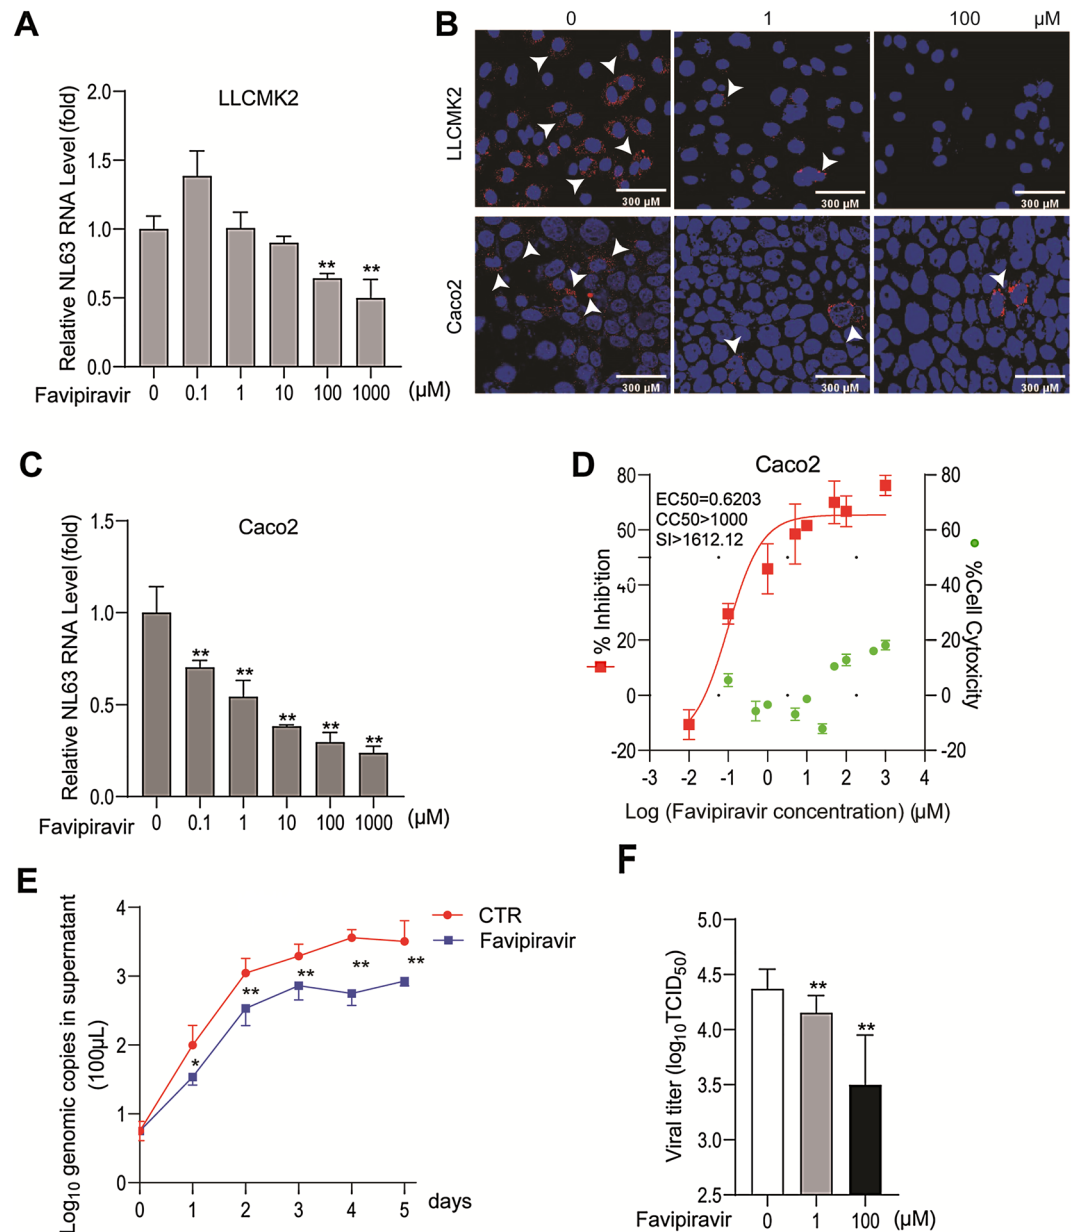 A
LLCMK2
Relative NL63 RNA Level (fold)
2.0
1.5
1.0
0.5
0.0
Favipiravir 0 0.1 1 10 100 1000 (μM)
** **
B
0 1 100 μM
LLCMK2
300 μM 300 μM 300 μM
Caco2
300 μM 300 μM 300 μM
C
Caco2
Relative NL63 RNA Level (fold)
1.5
1.0
0.5
0.0
** ** ** ** **
Favipiravir 0 0.1 1 10 100 1000 (μM)
D
Caco2
EC50=0.6203
CC50>1000
SI>1612.12
% Inhibition
80
60
40
20
0
-20
%Cell Cytoxicity
80
60
40
20
0
-20
-3 -2 -1 0 1 2 3 4
Log (Favipiravir concentration) (μM)
E
CTR
Favipiravir
Log10 genomic copies in supernatant
(100μL)
4
3
2
1
0
* ** ** ** **
0 1 2 3 4 5 days
F
Viral titer (log10TCID50)
5.0
4.5
4.0
3.5
3.0
2.5
** **
Favipiravir 0 1 100 (μM)